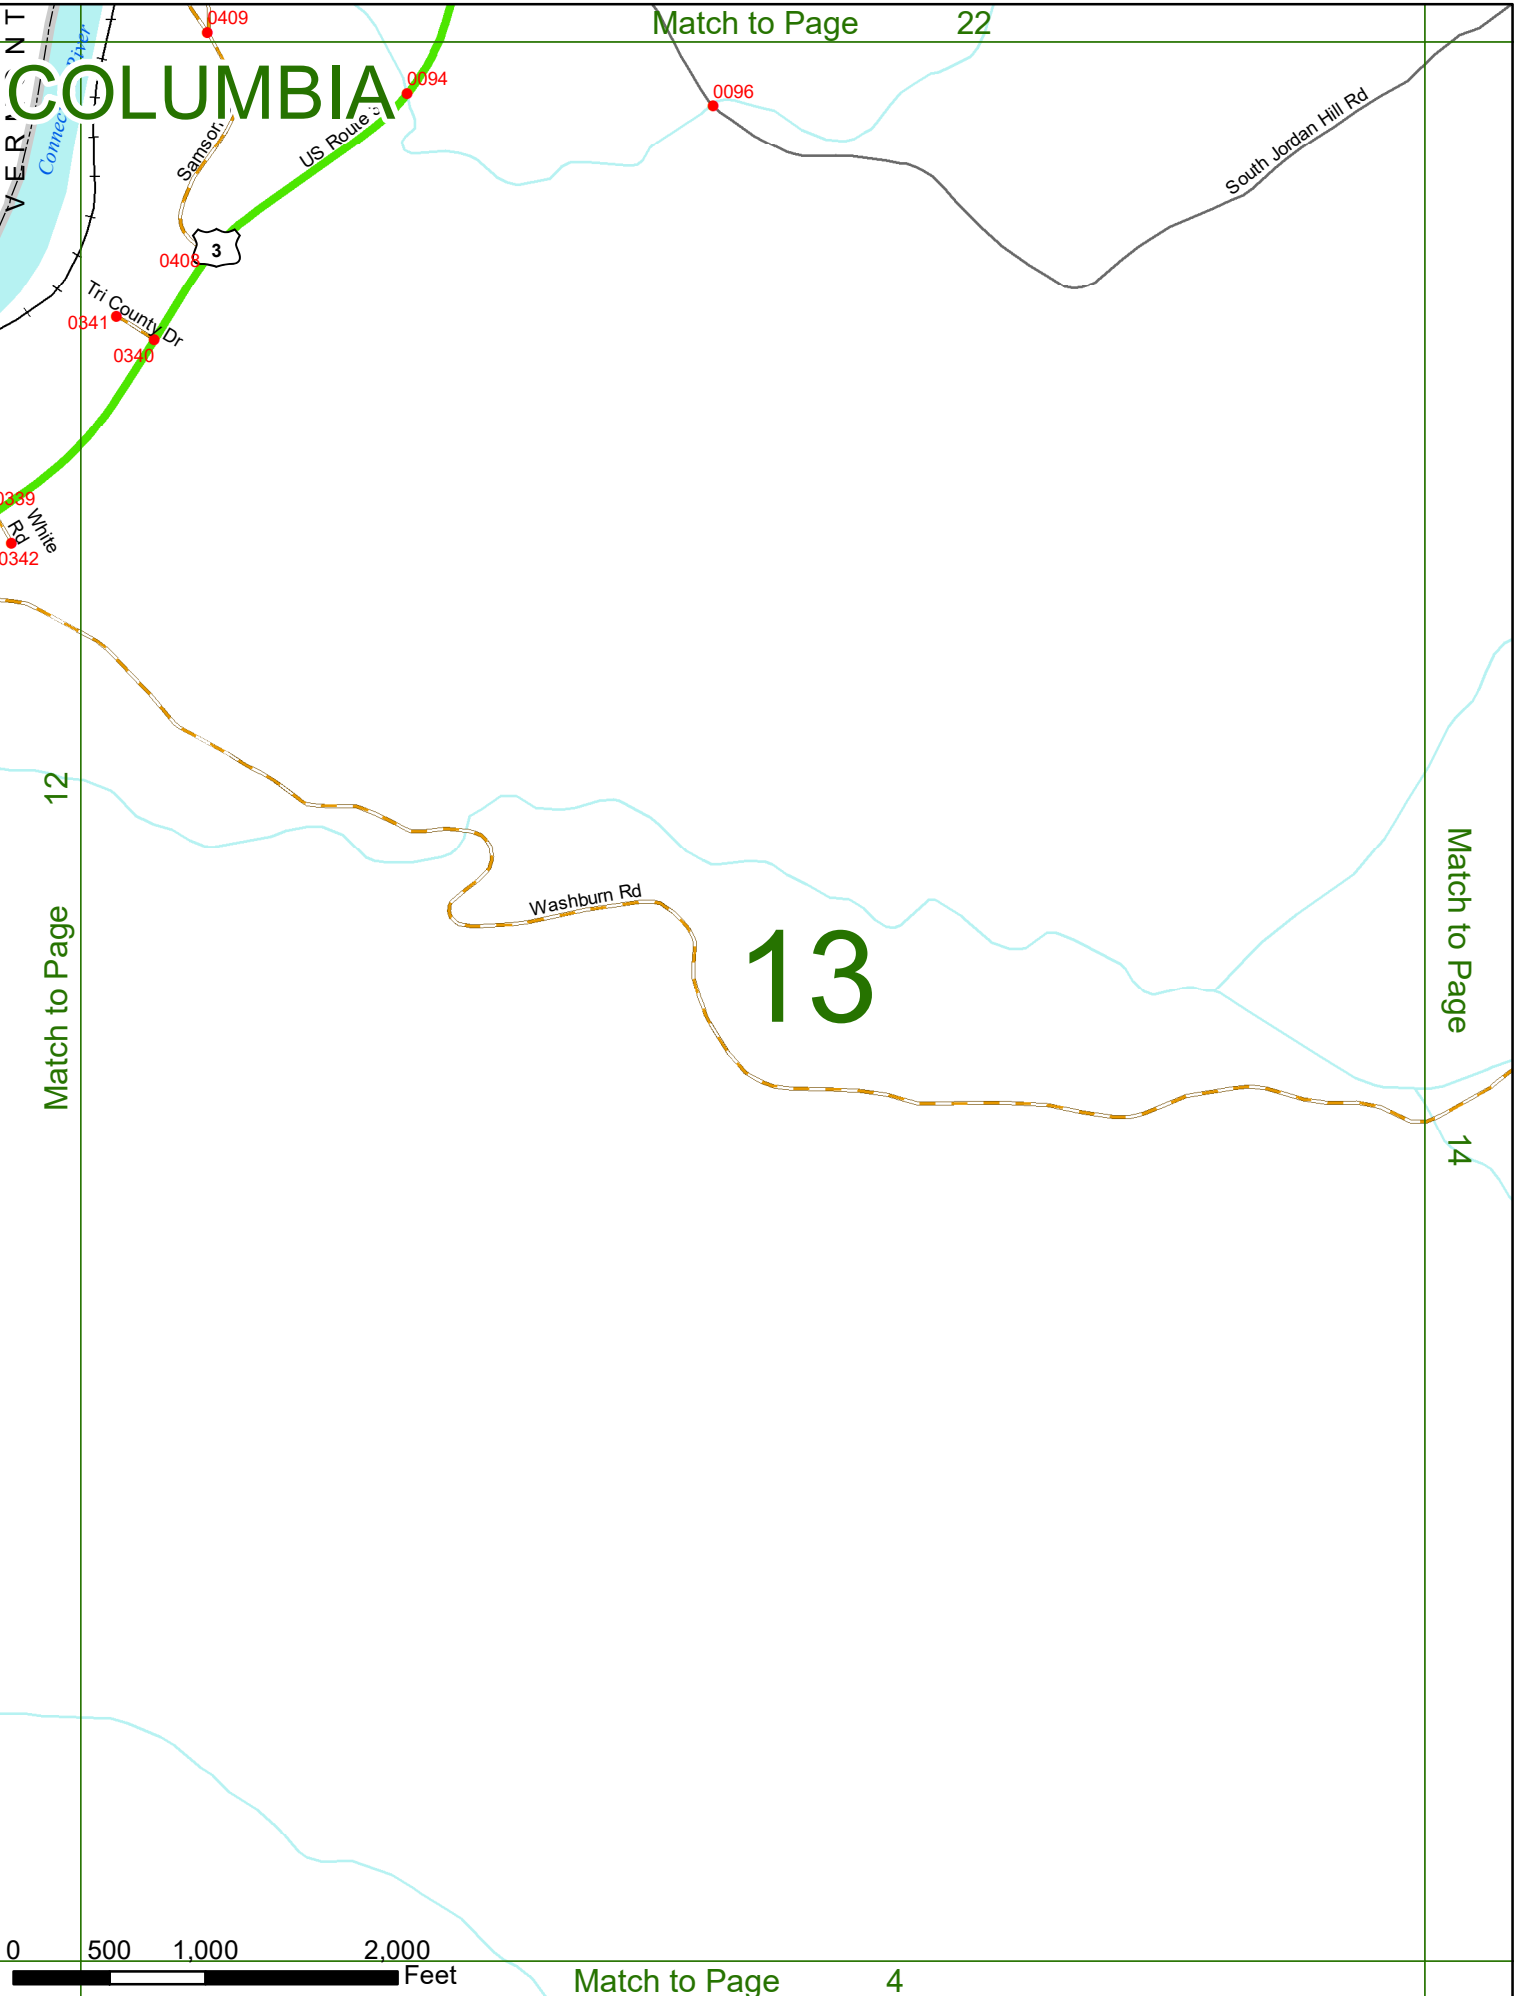 Match to Page 22
0409
VERMONT
River
COLUMBIA
0094
0096
South Jordan Hill Rd
US Route
Samson
3
0408
Tri County Dr
0341
0340
0339
White
Rd
0342
12
Match to Page
Washburn Rd
13
Match to Page
14
0 500 1,000 2,000
Feet
Match to Page 4